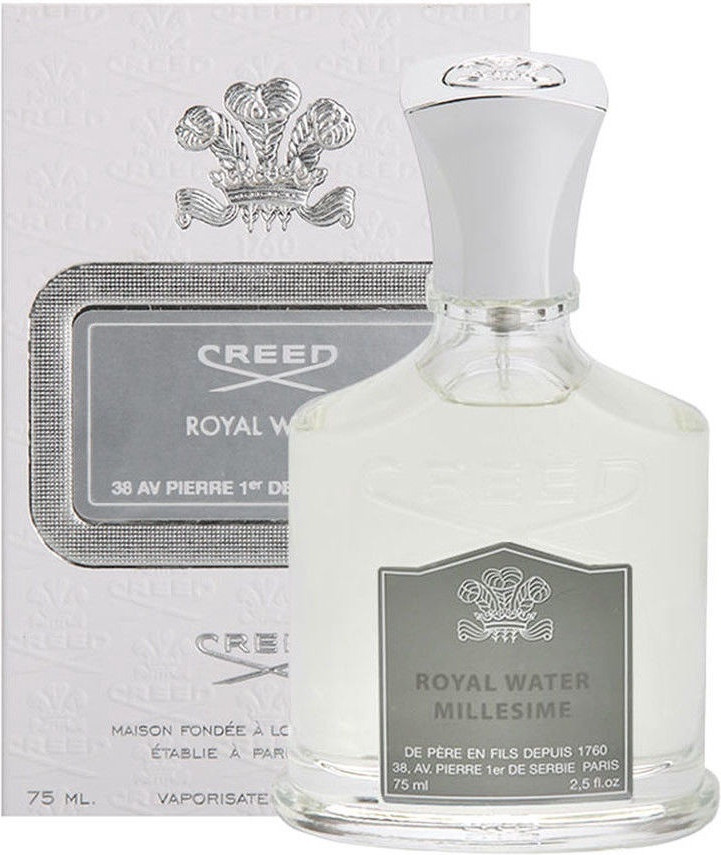 CREED
ROYAL W
38 AV PIERRE 1er DE
CREED
MAISON FONDÉE À LO
ÉTABLIE À PARI
75 ML.
VAPORISATE
CREED
ROYAL WATER
MILLESIME
DE PÈRE EN FILS DEPUIS 1760
38, AV. PIERRE 1er DE SERBIE PARIS
75 ml 2,5 fl.oz